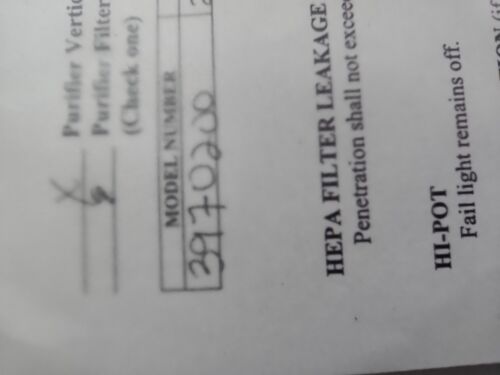 X Purifier Vertic
Purifier Filter
(Check one)
MODEL NUMBER
3970200
HEPA FILTER LEAKAGE
Penetration shall not excee
HI-POT
Fail light remains off.